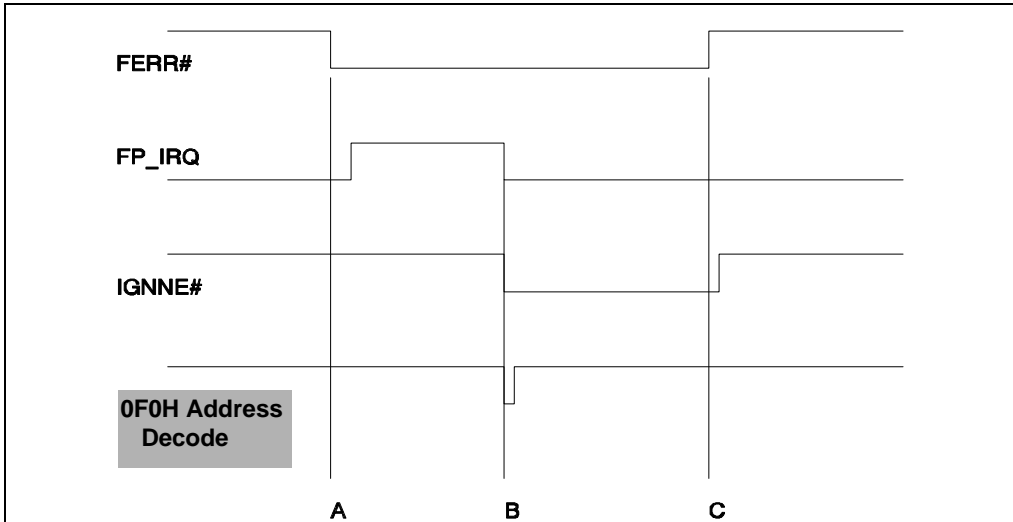 FERR#
FP_IRQ
IGNNE#
0F0H Address
Decode
A B C